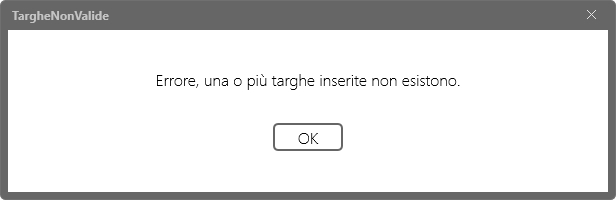 TargheNonValide
Errore, una o più targhe inserite non esistono.
OK